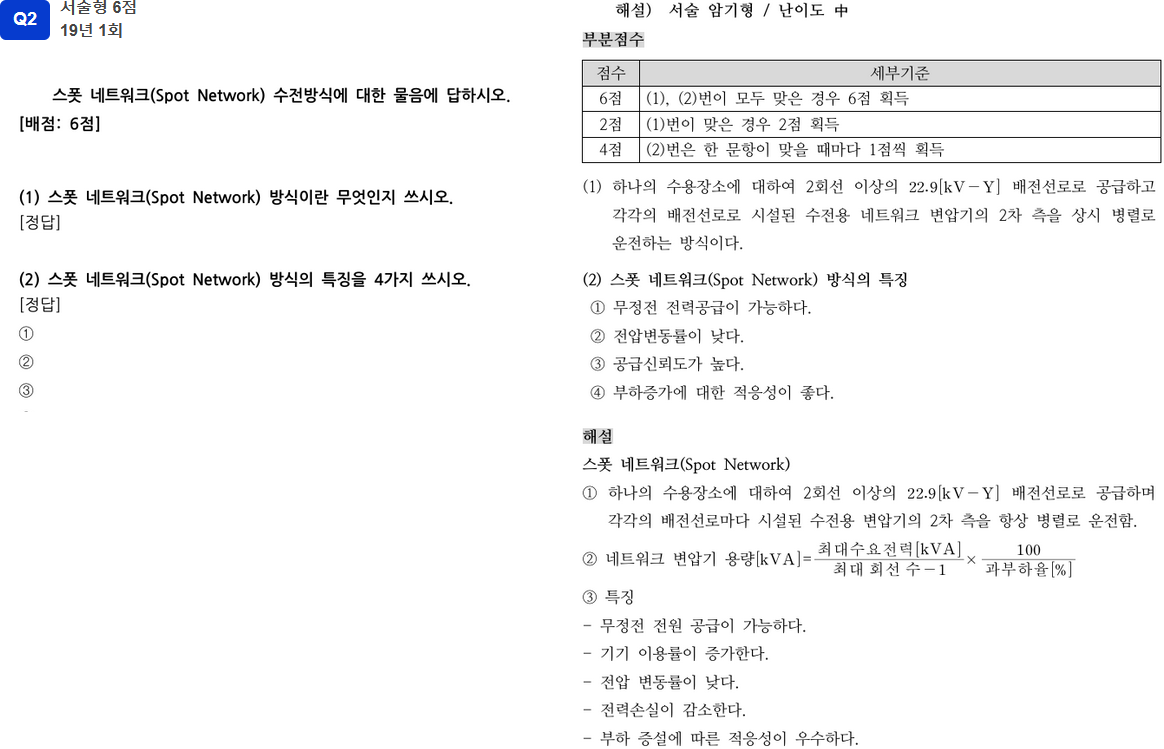 Q2
서술형 6점
19년 1회
스폿 네트워크(Spot Network) 수전방식에 대한 물음에 답하시오.
[배점: 6점]
(1) 스폿 네트워크(Spot Network) 방식이란 무엇인지 쓰시오.
[정답]
(2) 스폿 네트워크(Spot Network) 방식의 특징을 4가지 쓰시오.
[정답]
①
②
③
해설) 서술 암기형 / 난이도 中
부분점수
점수 세부기준
6점 (1), (2)번이 모두 맞은 경우 6점 획득
2점 (1)번이 맞은 경우 2점 획득
4점 (2)번은 한 문항이 맞을 때마다 1점씩 획득
(1) 하나의 수용장소에 대하여 2회선 이상의 22.9[kV－Y] 배전선로로 공급하고
각각의 배전선로로 시설된 수전용 네트워크 변압기의 2차 측을 상시 병렬로
운전하는 방식이다.
(2) 스폿 네트워크(Spot Network) 방식의 특징
① 무정전 전력공급이 가능하다.
② 전압변동률이 낮다.
③ 공급신뢰도가 높다.
④ 부하증가에 대한 적응성이 좋다.
해설
스폿 네트워크(Spot Network)
① 하나의 수용장소에 대하여 2회선 이상의 22.9[kV－Y] 배전선로로 공급하며
각각의 배전선로마다 시설된 수전용 변압기의 2차 측을 항상 병렬로 운전함.
② 네트워크 변압기 용량[kVA]=최대수요전력[kVA]/최대 회선 수－1 × 100/과부하율[%]
③ 특징
- 무정전 전원 공급이 가능하다.
- 기기 이용률이 증가한다.
- 전압 변동률이 낮다.
- 전력손실이 감소한다.
- 부하 증설에 따른 적응성이 우수하다.